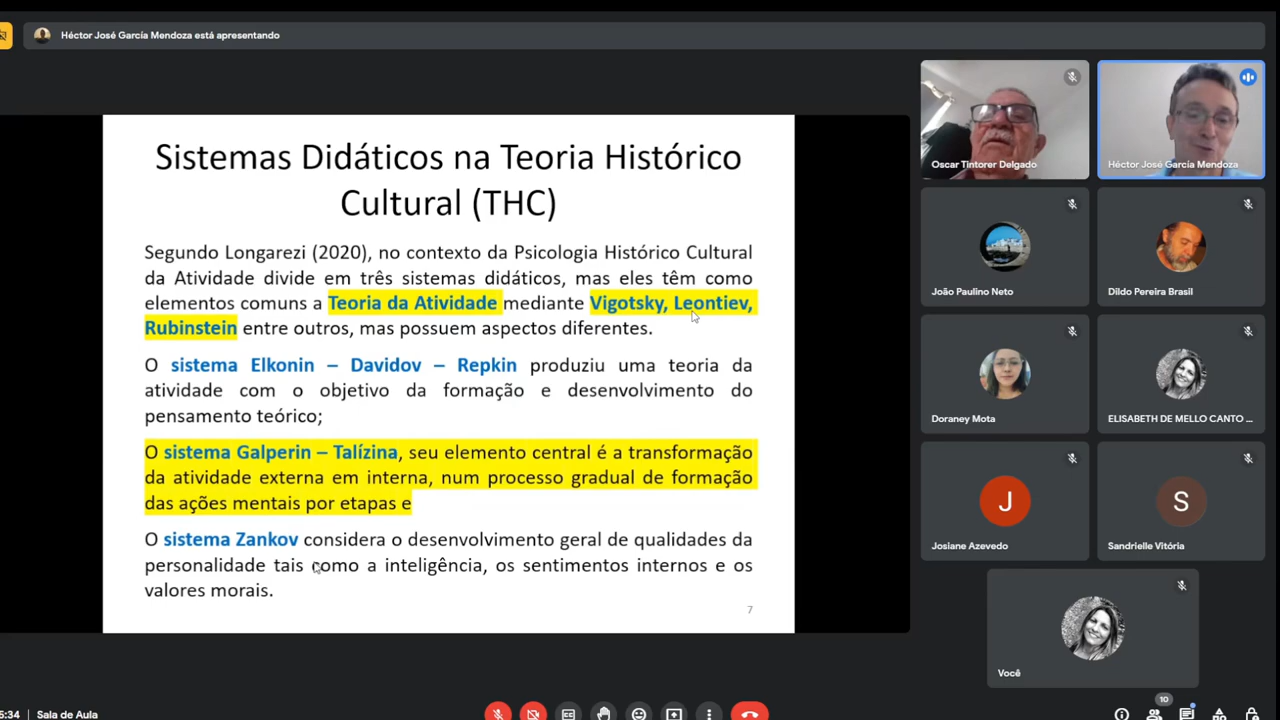 Héctor José García Mendoza está apresentando
Sistemas Didáticos na Teoria Histórico
Cultural (THC)
Segundo Longarezi (2020), no contexto da Psicologia Histórico Cultural
da Atividade divide em três sistemas didáticos, mas eles têm como
elementos comuns a Teoria da Atividade mediante Vigotsky, Leontiev,
Rubinstein entre outros, mas possuem aspectos diferentes.
O sistema Elkonin – Davidov – Repkin produziu uma teoria da
atividade com o objetivo da formação e desenvolvimento do
pensamento teórico;
O sistema Galperin – Talízina, seu elemento central é a transformação
da atividade externa em interna, num processo gradual de formação
das ações mentais por etapas e
O sistema Zankov considera o desenvolvimento geral de qualidades da
personalidade tais como a inteligência, os sentimentos internos e os
valores morais.
7
Oscar Tintorer Delgado
Héctor José García Mendoza
João Paulino Neto
Dildo Pereira Brasil
Doraney Mota
ELISABETH DE MELLO CANTO ...
J
Josiane Azevedo
S
Sandrielle Vitória
Você
5:34 | Sala de Aula
10